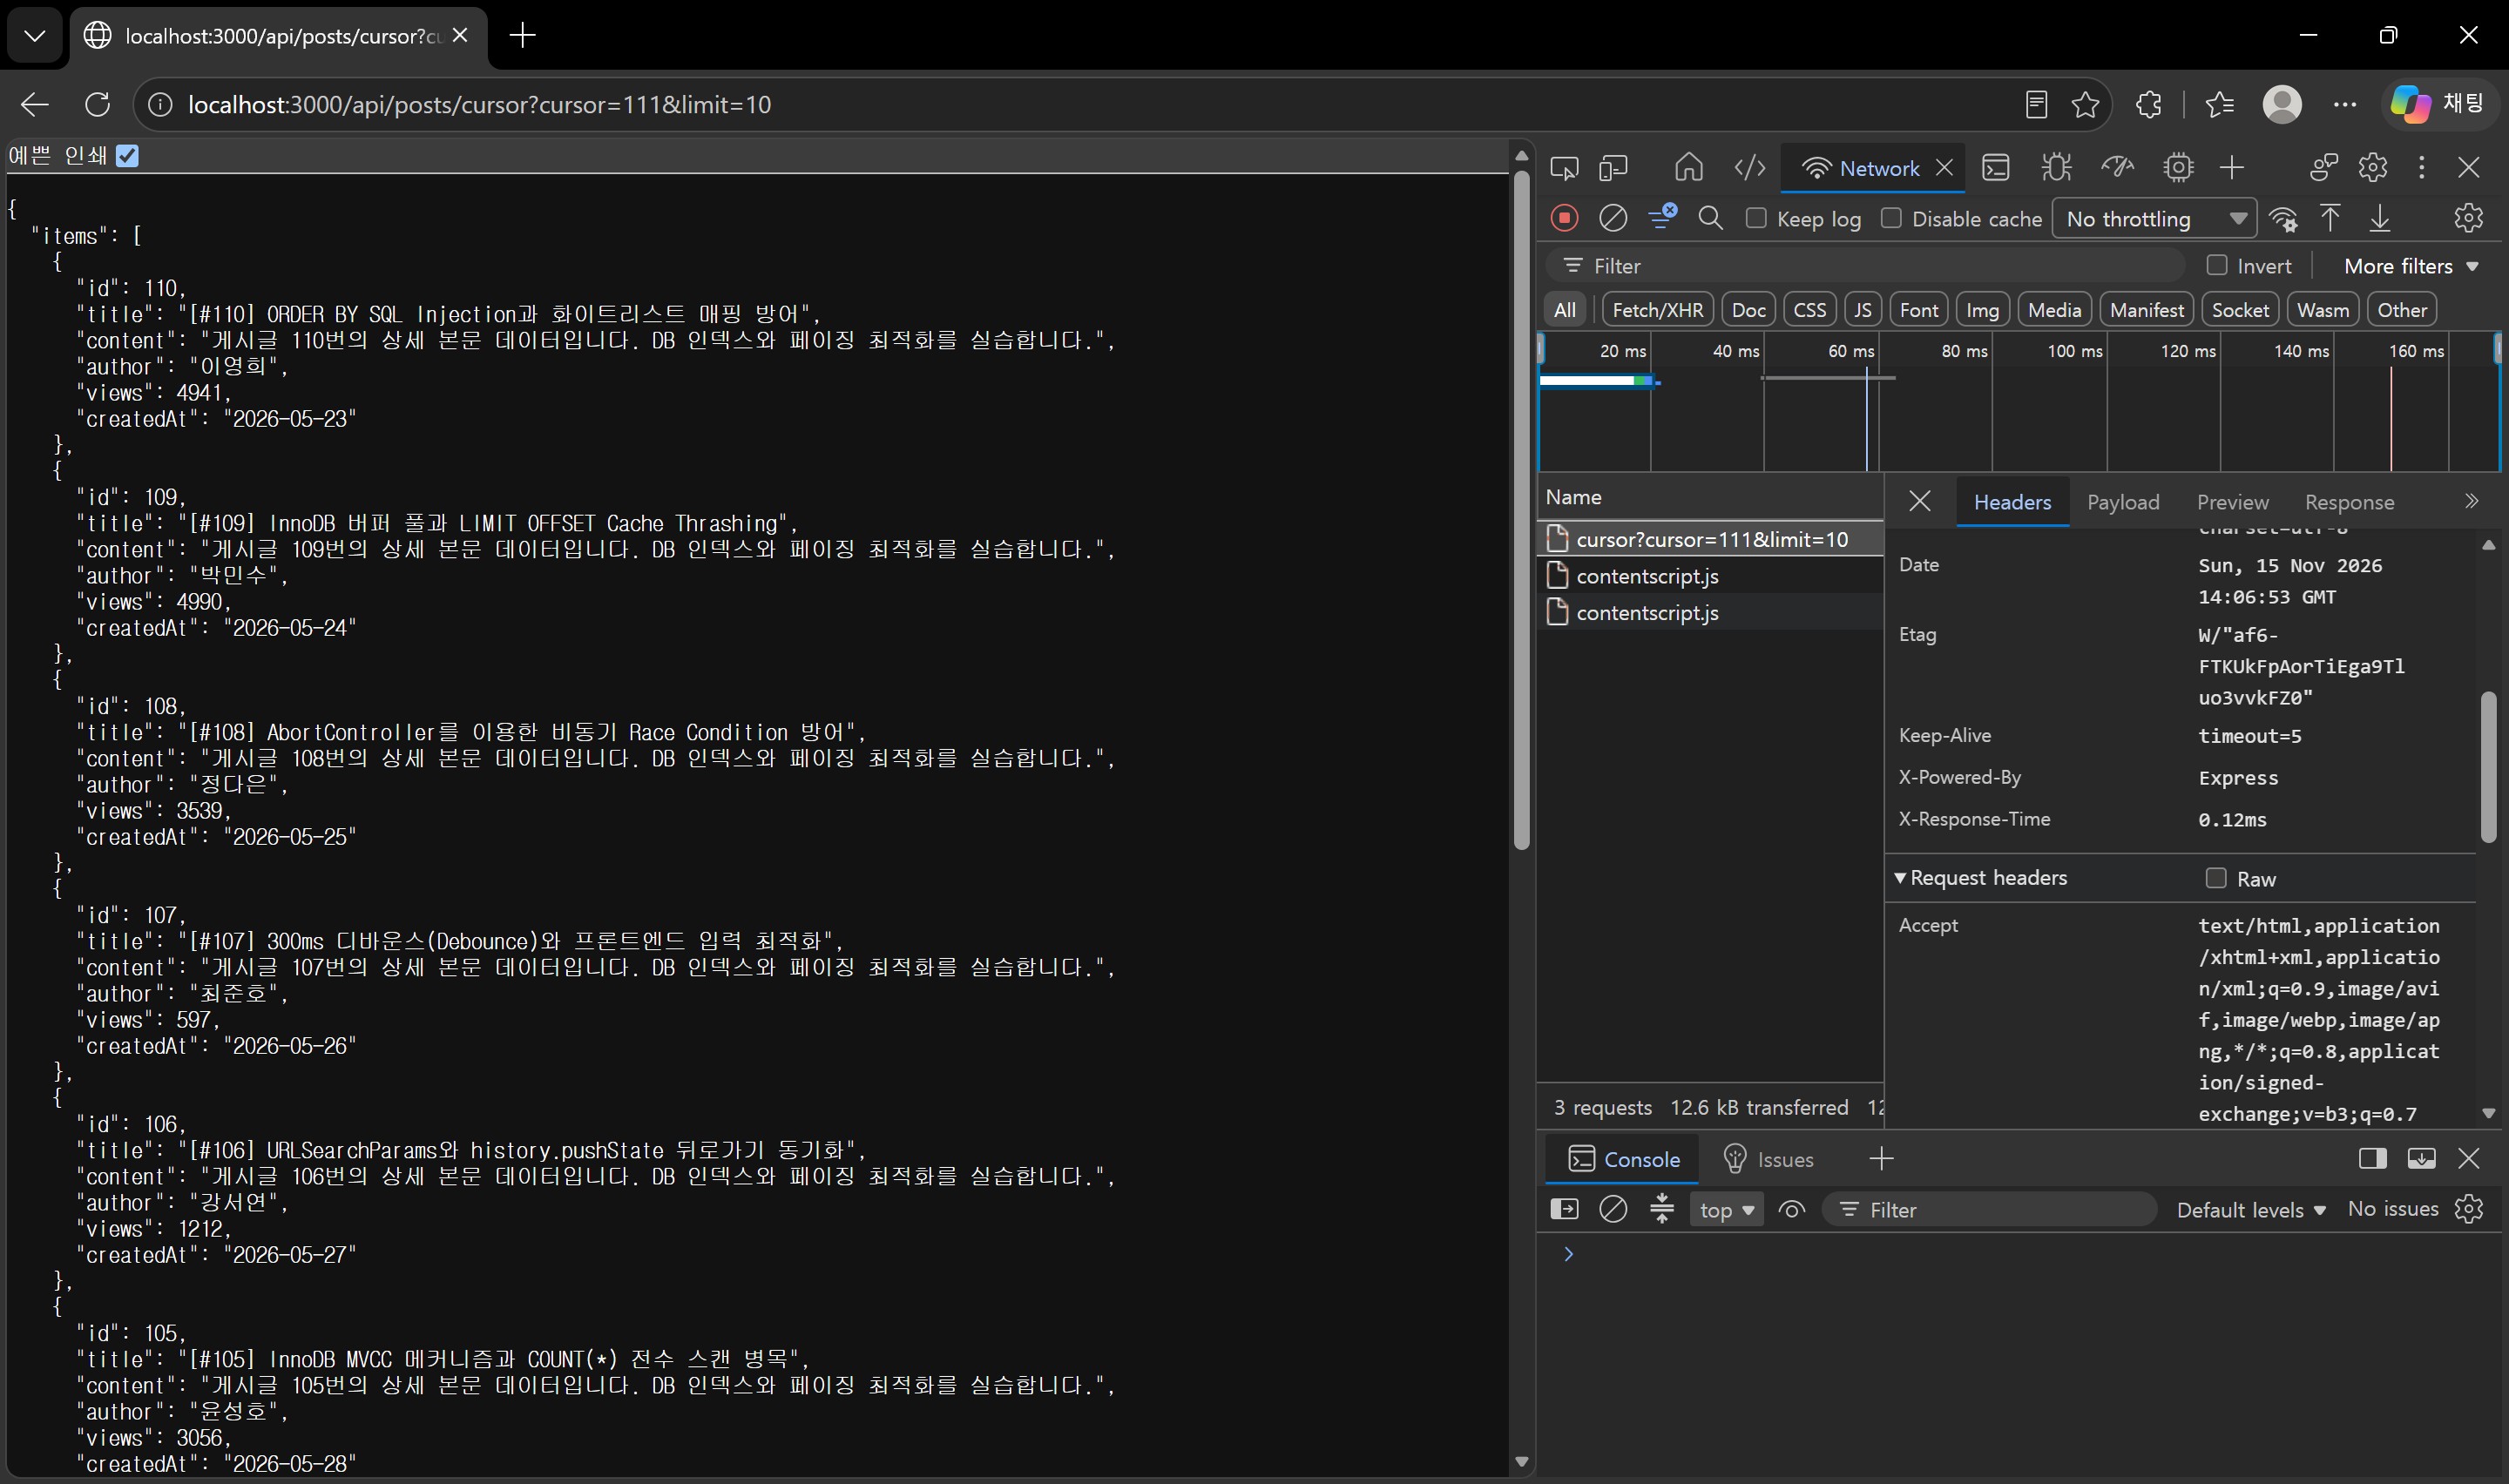 localhost:3000/api/posts/cursor?cu
localhost:3000/api/posts/cursor?cursor=111&limit=10
채팅
예쁜 인쇄
{
"items": [
{
"id": 110,
"title": "[#110] ORDER BY SQL Injection과 화이트리스트 매핑 방어",
"content": "게시글 110번의 상세 본문 데이터입니다. DB 인덱스와 페이징 최적화를 실습합니다.",
"author": "이영희",
"views": 4941,
"createdAt": "2026-05-23"
},
{
"id": 109,
"title": "[#109] InnoDB 버퍼 풀과 LIMIT OFFSET Cache Thrashing",
"content": "게시글 109번의 상세 본문 데이터입니다. DB 인덱스와 페이징 최적화를 실습합니다.",
"author": "박민수",
"views": 4990,
"createdAt": "2026-05-24"
},
{
"id": 108,
"title": "[#108] AbortController를 이용한 비동기 Race Condition 방어",
"content": "게시글 108번의 상세 본문 데이터입니다. DB 인덱스와 페이징 최적화를 실습합니다.",
"author": "정다은",
"views": 3539,
"createdAt": "2026-05-25"
},
{
"id": 107,
"title": "[#107] 300ms 디바운스(Debounce)와 프론트엔드 입력 최적화",
"content": "게시글 107번의 상세 본문 데이터입니다. DB 인덱스와 페이징 최적화를 실습합니다.",
"author": "최준호",
"views": 597,
"createdAt": "2026-05-26"
},
{
"id": 106,
"title": "[#106] URLSearchParams와 history.pushState 뒤로가기 동기화",
"content": "게시글 106번의 상세 본문 데이터입니다. DB 인덱스와 페이징 최적화를 실습합니다.",
"author": "강서연",
"views": 1212,
"createdAt": "2026-05-27"
},
{
"id": 105,
"title": "[#105] InnoDB MVCC 메커니즘과 COUNT(*) 전수 스캔 병목",
"content": "게시글 105번의 상세 본문 데이터입니다. DB 인덱스와 페이징 최적화를 실습합니다.",
"author": "윤성호",
"views": 3056,
"createdAt": "2026-05-28"
Network
Keep log Disable cache No throttling
Filter Invert More filters
All Fetch/XHR Doc CSS JS Font Img Media Manifest Socket Wasm Other
20 ms 40 ms 60 ms 80 ms 100 ms 120 ms 140 ms 160 ms
Name
cursor?cursor=111&limit=10
contentscript.js
contentscript.js
3 requests 12.6 kB transferred 12
Headers Payload Preview Response
charset=utf-8
Date Sun, 15 Nov 2026
14:06:53 GMT
Etag W/"af6-
FTKUkFpAorTiEga9Tl
uo3vvkFZ0"
Keep-Alive timeout=5
X-Powered-By Express
X-Response-Time 0.12ms
Request headers Raw
Accept text/html,application
/xhtml+xml,applicatio
n/xml;q=0.9,image/avi
f,image/webp,image/ap
ng,*/*;q=0.8,applicat
ion/signed-
exchange;v=b3;q=0.7
Console Issues
top Filter Default levels No issues